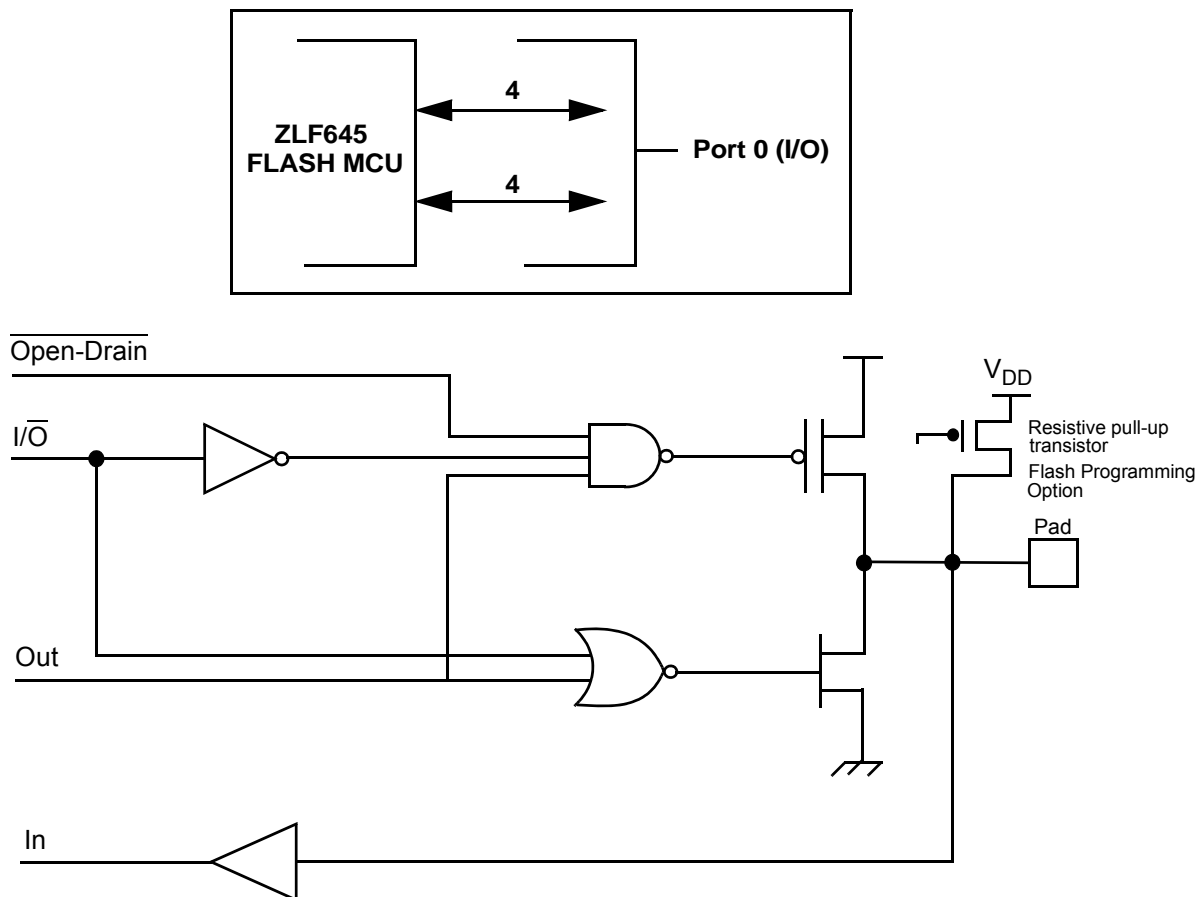 4
ZLF645
FLASH MCU
Port 0 (I/O)
4
Open-Drain
I/O
VDD
Resistive pull-up
transistor
Flash Programming
Option
Pad
Out
In